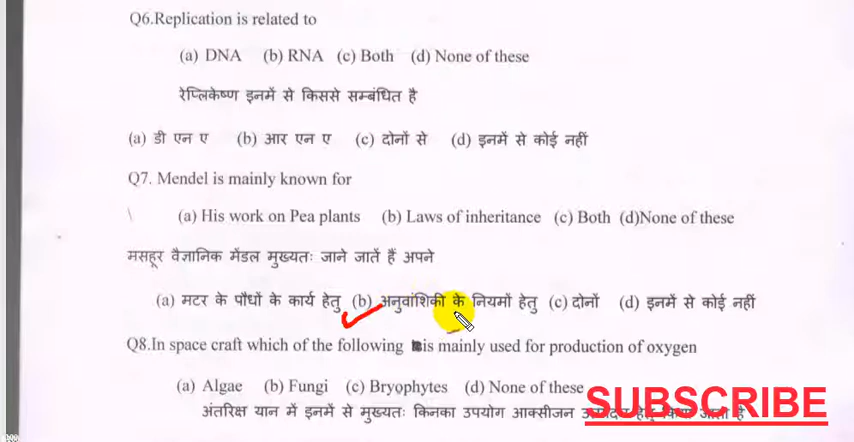 Q6.Replication is related to
(a) DNA (b) RNA (c) Both (d) None of these
रेप्लिकेष्ण इनमें से किससे सम्बंधित है
(a) डी एन ए (b) आर एन ए (c) दोनों से (d) इनमें से कोई नहीं
Q7. Mendel is mainly known for
(a) His work on Pea plants (b) Laws of inheritance (c) Both (d)None of these
मसहूर वैज्ञानिक मेंडल मुख्यतः जाने जातें हैं अपने
(a) मटर के पौधों के कार्य हेतु (b) अनुवांशिकी के नियमों हेतु (c) दोनों (d) इनमें से कोई नहीं
Q8.In space craft which of the following is mainly used for production of oxygen
(a) Algae (b) Fungi (c) Bryophytes (d) None of these
SUBSCRIBE
अंतरिक्ष यान में इनमें से मुख्यतः किनका उपयोग आक्सीजन